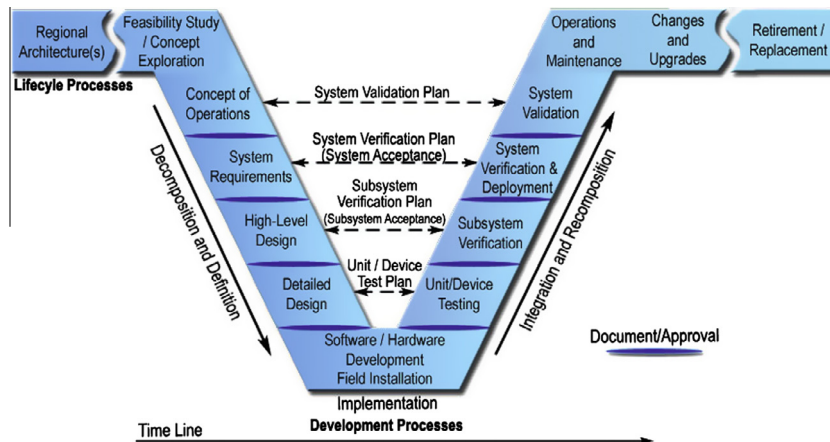 Regional
Architecture(s)
Feasibility Study
/ Concept
Exploration
Operations
and
Maintenance
Changes
and
Upgrades
Retirement /
Replacement
Lifecyle Processes
Concept of
Operations
System Validation Plan
System
Validation
System
Requirements
System Verification Plan
(System Acceptance)
System
Verification &
Deployment
High-Level
Design
Subsystem
Verification Plan
(Subsystem Acceptance)
Subsystem
Verification
Detailed
Design
Unit / Device
Test Plan
Unit/Device
Testing
Decomposition and Definition
Integration and Recomposition
Software / Hardware
Development
Field Installation
Document/Approval
Implementation
Development Processes
Time Line